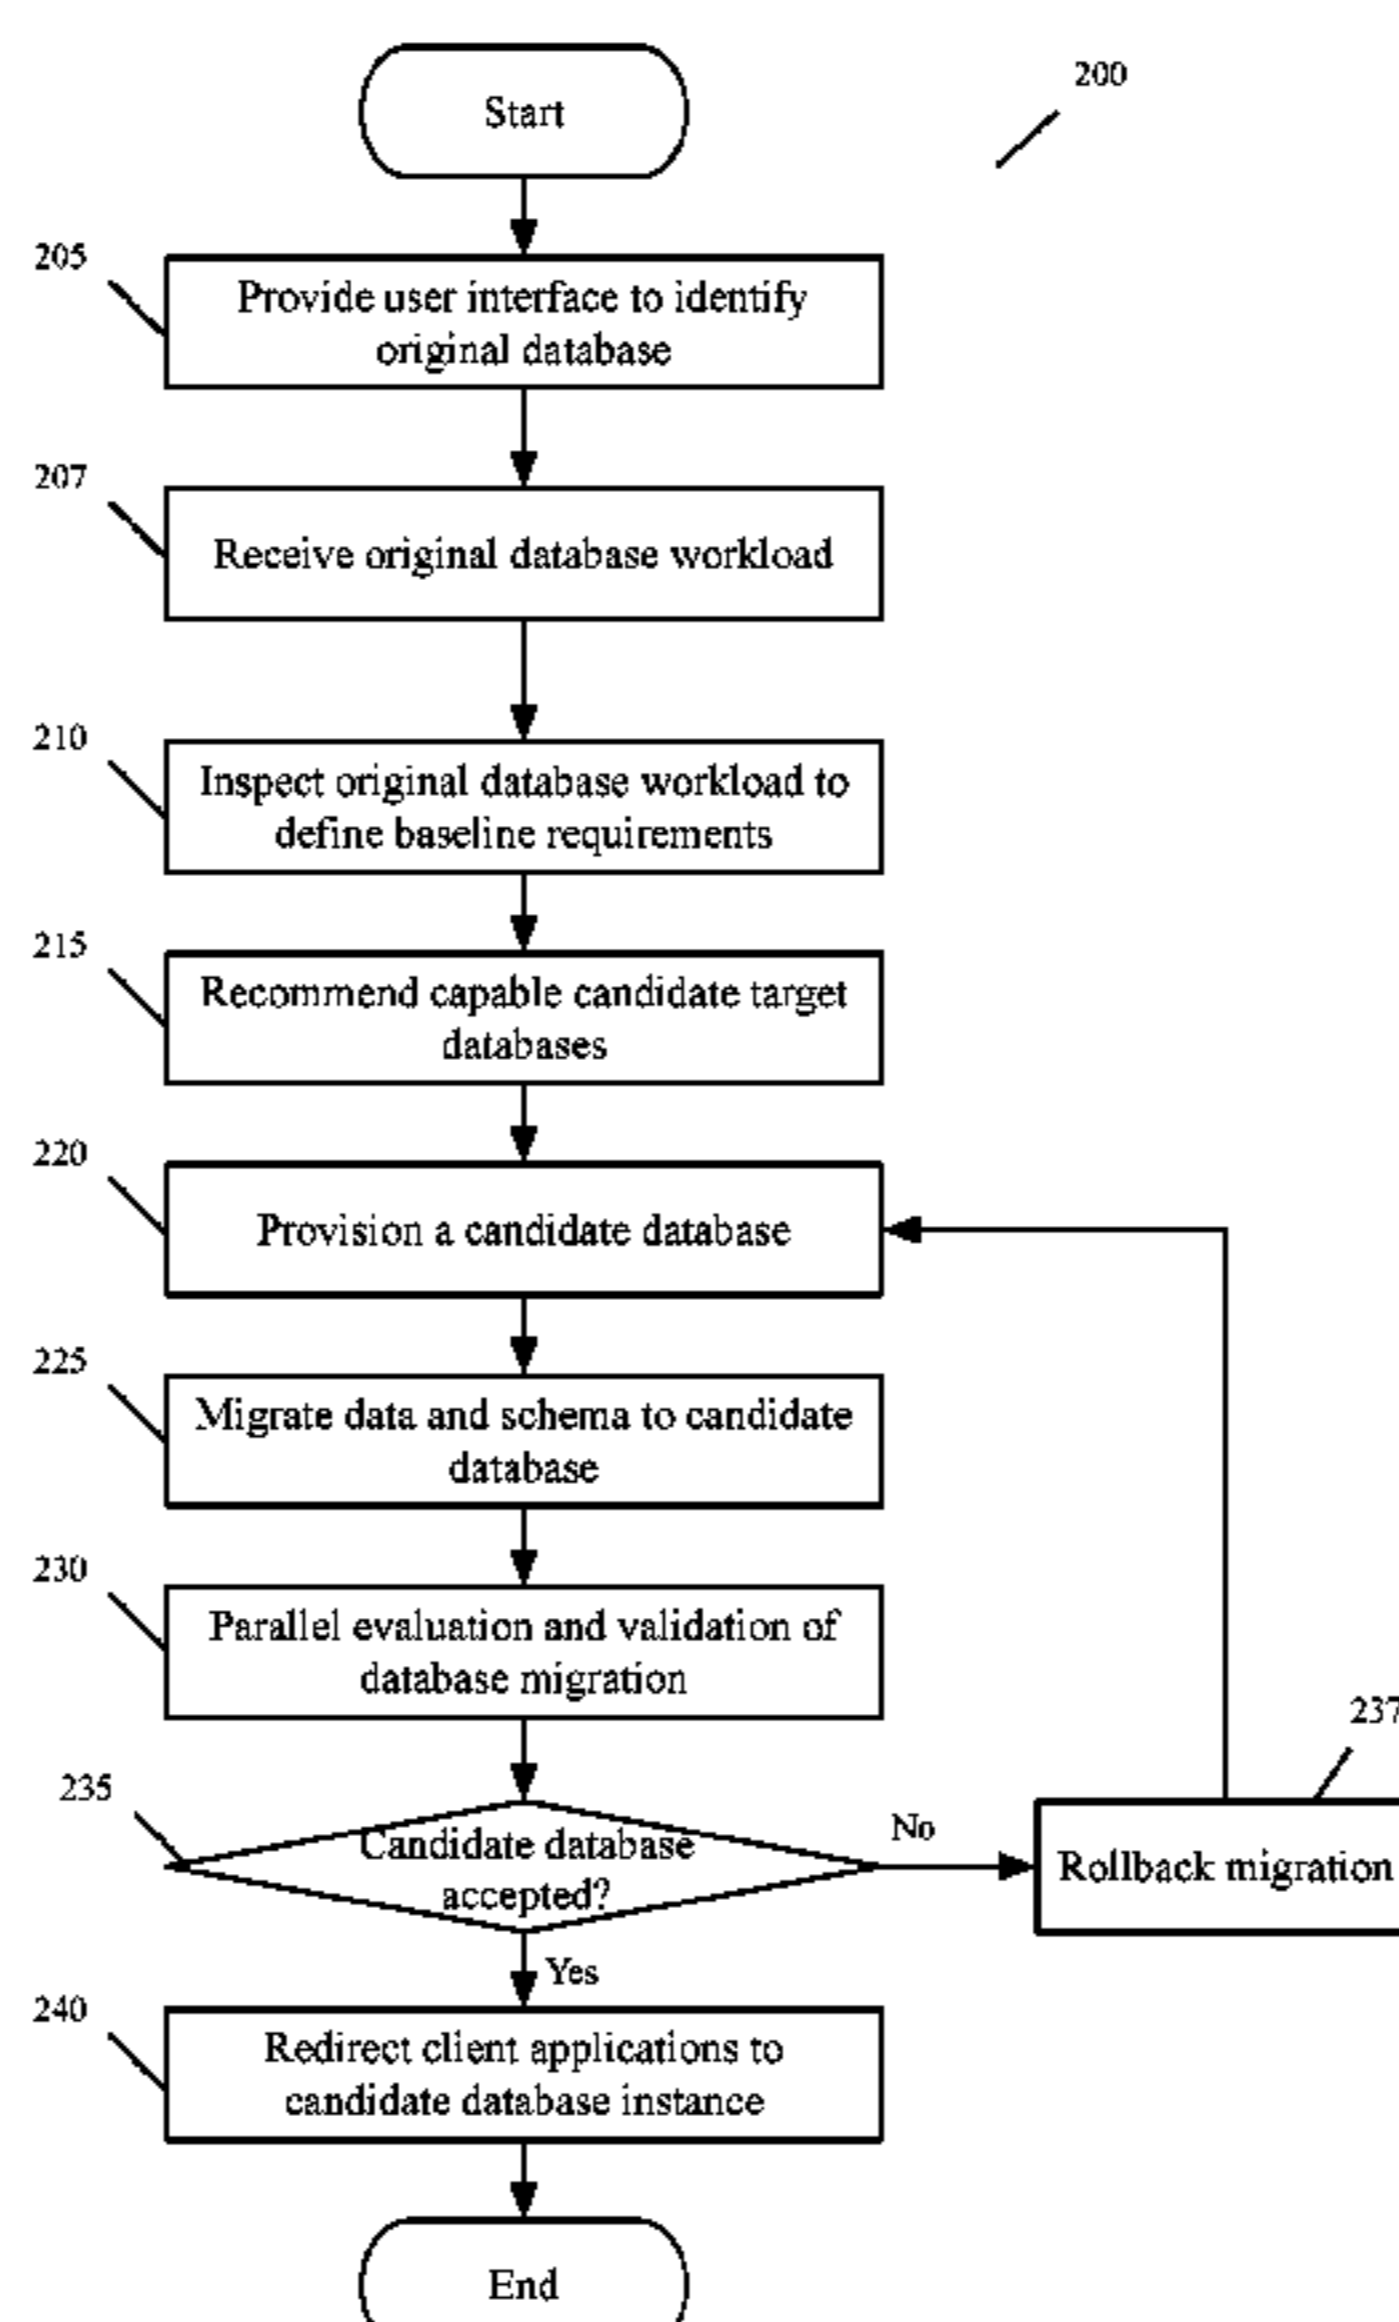 Start
200
205
Provide user interface to identify
original database
207
Receive original database workload
210
Inspect original database workload to
define baseline requirements
215
Recommend capable candidate target
databases
220
Provision a candidate database
225
Migrate data and schema to candidate
database
230
Parallel evaluation and validation of
database migration
237
235
Candidate database
accepted?
No
Rollback migration
Yes
240
Redirect client applications to
candidate database instance
End